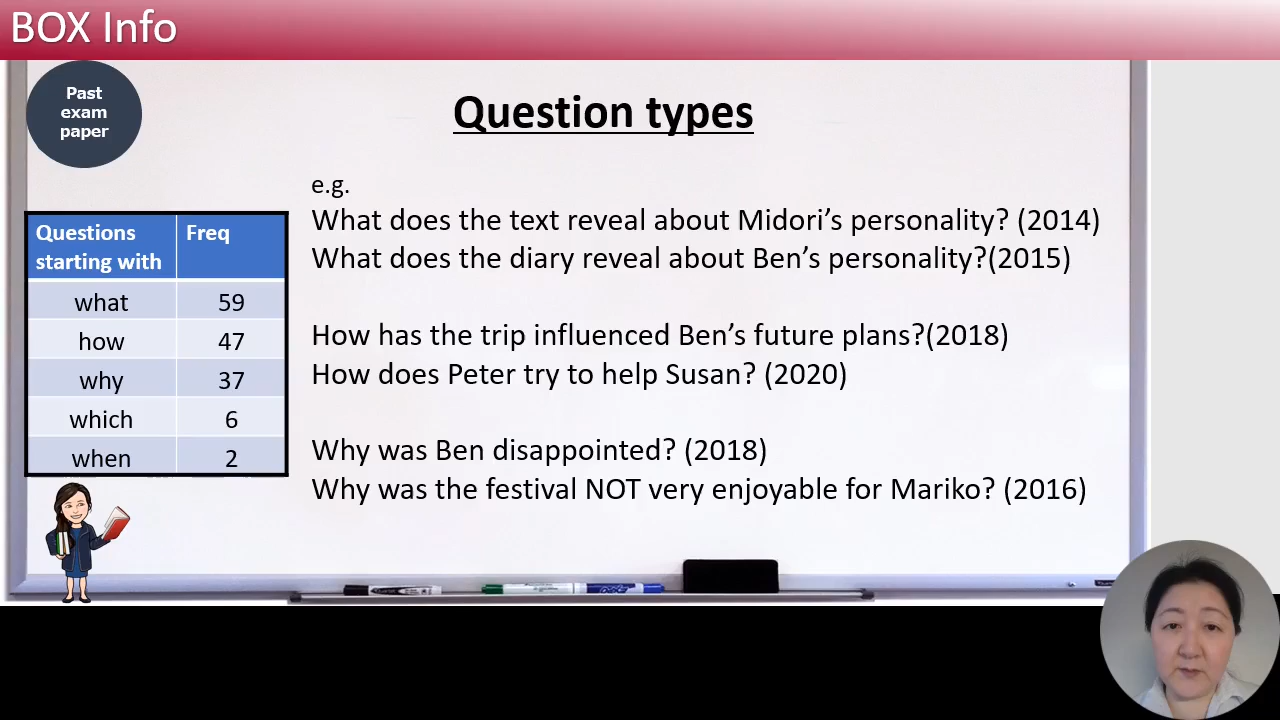 BOX Info
Past
exam
paper
Question types
Questions
starting with
Freq
what 59
how 47
why 37
which 6
when 2
e.g.
What does the text reveal about Midori’s personality? (2014)
What does the diary reveal about Ben’s personality?(2015)
How has the trip influenced Ben’s future plans?(2018)
How does Peter try to help Susan? (2020)
Why was Ben disappointed? (2018)
Why was the festival NOT very enjoyable for Mariko? (2016)